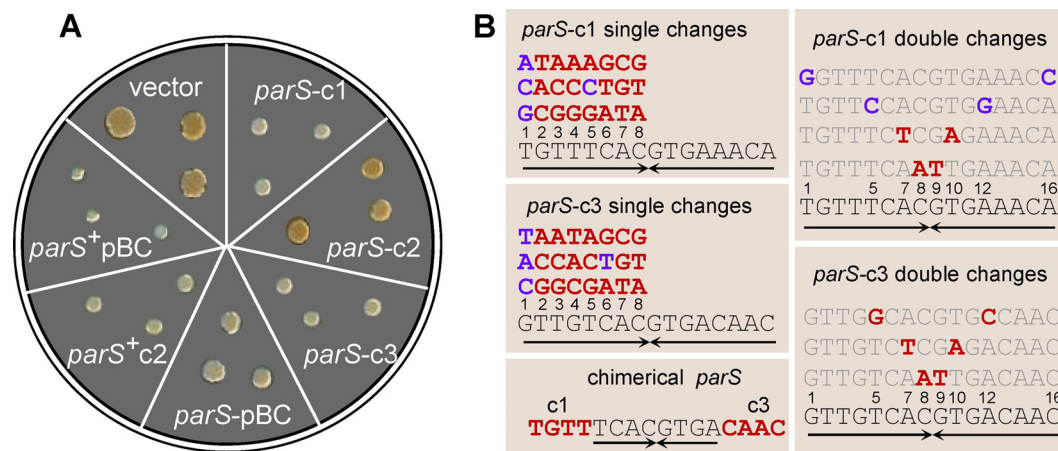 A
vector
parS-c1
parS-c2
parS-c3
parS-pBC
parS+c2
parS+pBC
B
parS-c1 single changes
ATAAAGCG
CACCCTGT
GCGGGATA
1 2 3 4 5 6 7 8
TGTTTCACGTGAAACA
parS-c3 single changes
TAATAGCG
ACCACTGT
CGGCGATA
1 2 3 4 5 6 7 8
GTTGTCACGTGACAAC
chimerical parS
c1 c3
TGTTTCACGTGACAAC
parS-c1 double changes
GGTTTCACGTGAAACC
TGTTCCACGTGGAACA
TGTTTCTCGAGAAACA
TGTTTCAATTGAAACA
1 5 7 8 9 10 12 16
TGTTTCACGTGAAACA
parS-c3 double changes
GTTGGCACGTGCCAAC
GTTGTCTCGAGACAAC
GTTGTCAATTGACAAC
1 5 7 8 9 10 12 16
GTTGTCACGTGACAAC